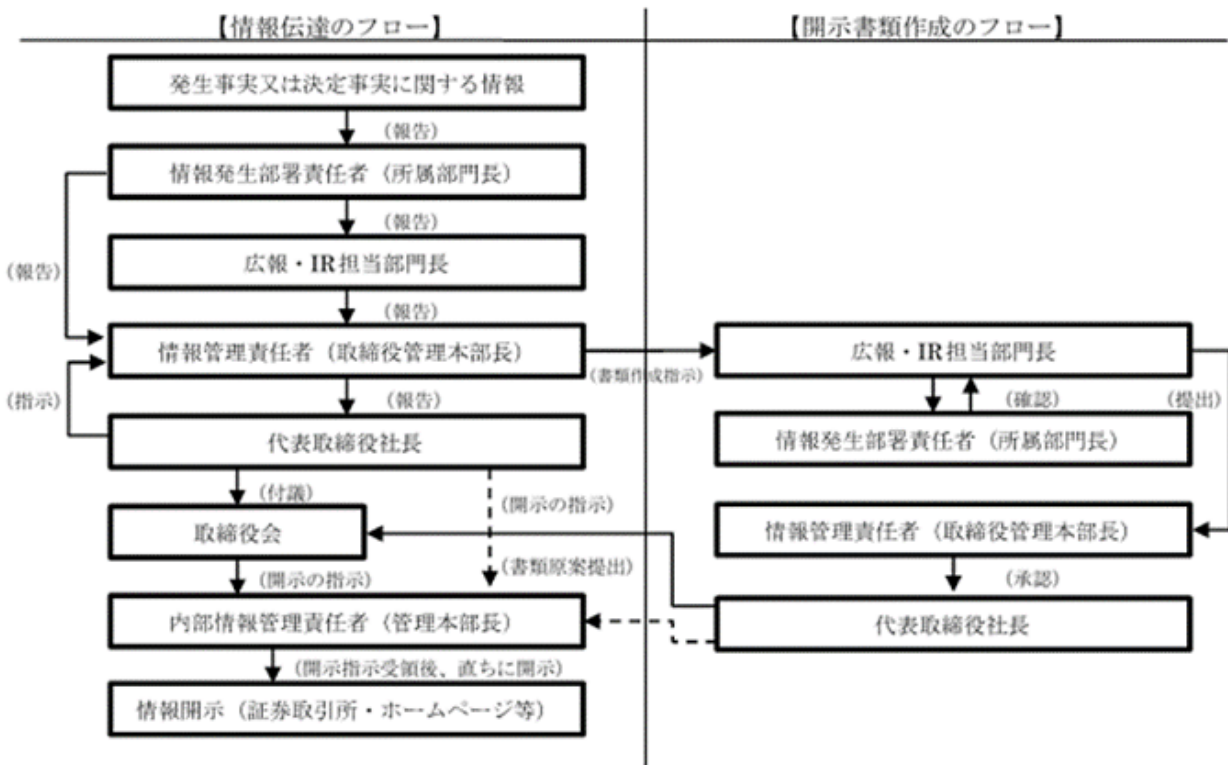 【情報伝達のフロー】
発生事実又は決定事実に関する情報
(報告)
情報発生部署責任者（所属部門長）
(報告)
広報・IR担当部門長
(報告)
(報告)
情報管理責任者（取締役管理本部長）
(書類作成指示)
(指示)
(報告)
代表取締役社長
(付議)
(開示の指示)
取締役会
(開示の指示)
(書類原案提出)
内部情報管理責任者（管理本部長）
(開示指示受領後、直ちに開示)
情報開示（証券取引所・ホームページ等）
【開示書類作成のフロー】
広報・IR担当部門長
(確認)
(提出)
情報発生部署責任者（所属部門長）
情報管理責任者（取締役管理本部長）
(承認)
代表取締役社長